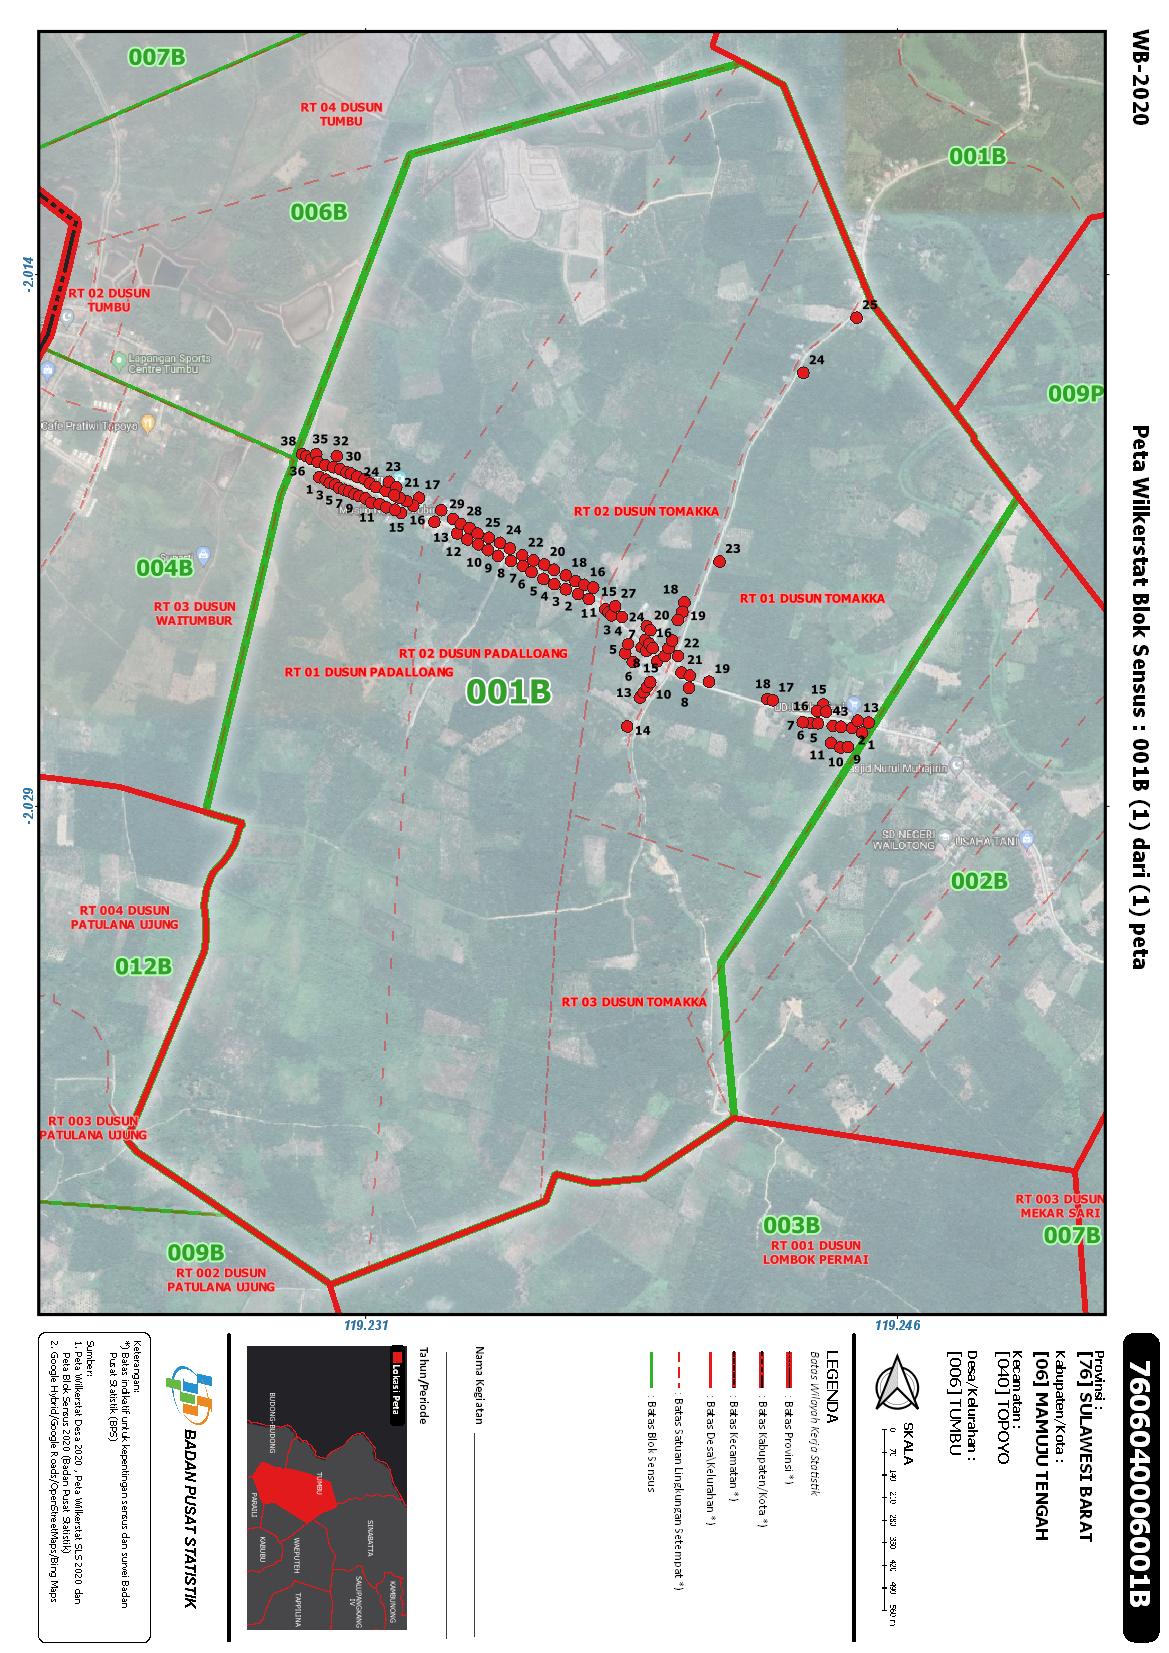 WB-2020
Peta Wilkerstat Blok Sensus : 001B (1) dari (1) peta
7606040006001B
007B
RT 04 DUSUN
TUMBU
001B
006B
-2.014
RT 02 DUSUN
TUMBU
Lapangan Sports
Centre Tumbu
Cafe Pratiwi Topoyo
009P
25
24
38
35
32
30
24
23
21
17
36
1
3
5
7
9
11
15
16
29
28
25
24
22
20
18
16
13
12
10
9
8
7
6
5
4
3
2
11
RT 02 DUSUN TOMAKKA
23
004B
RT 01 DUSUN TOMAKKA
RT 03 DUSUN
WAITUMBUR
15
27
24
3
4
7
5
6
8
20
16
15
18
19
22
21
19
8
13
10
14
RT 02 DUSUN PADALLOANG
RT 01 DUSUN PADALLOANG
001B
18
17
15
16
43
13
7
6
5
2
1
11
10
9
-2.029
SD NEGERI
WAILOTONG
USAHA TANI
002B
RT 004 DUSUN
PATULANA UJUNG
012B
RT 03 DUSUN TOMAKKA
RT 003 DUSUN
PATULANA UJUNG
RT 003 DUSUN
MEKAR SARI
007B
003B
RT 001 DUSUN
LOMBOK PERMAI
009B
RT 002 DUSUN
PATULANA UJUNG
119.231
119.246
Provinsi :
[76] SULAWESI BARAT
Kabupaten/Kota :
[06] MAMUJU TENGAH
Kecamatan :
[040] TOPOYO
Desa/Kelurahan :
[006] TUMBU
SKALA
0 70 140 210 280 350 420 490 560 m
LEGENDA
Batas Wilayah Kerja Statistik
: Batas Provinsi *)
: Batas Kabupaten/Kota *)
: Batas Kecamatan *)
: Batas Desa\Kelurahan *)
: Batas Satuan Lingkungan Setempat *)
: Batas Blok Sensus
Nama Kegiatan
Tahun/Periode
Lokasi Peta
BUDONG-BUDONG
TUMBU
PARAILI
SINABATTA
KABUBU
WAEPUTEH
SALUPANGKANG
IV
KAMBUNONG
TAPPILINA
BADAN PUSAT STATISTIK
Keterangan:
*) Batas indikatif untuk kepentingan sensus dan survei Badan
Pusat Statistik (BPS)
Sumber:
1. Peta Wilkerstat Desa 2020 , Peta Wilkerstat SLS 2020 dan
Peta Blok Sensus 2020 (Badan Pusat Statistik)
2. Google Hybrid/Google Roads/OpenStreetMaps/Bing Maps